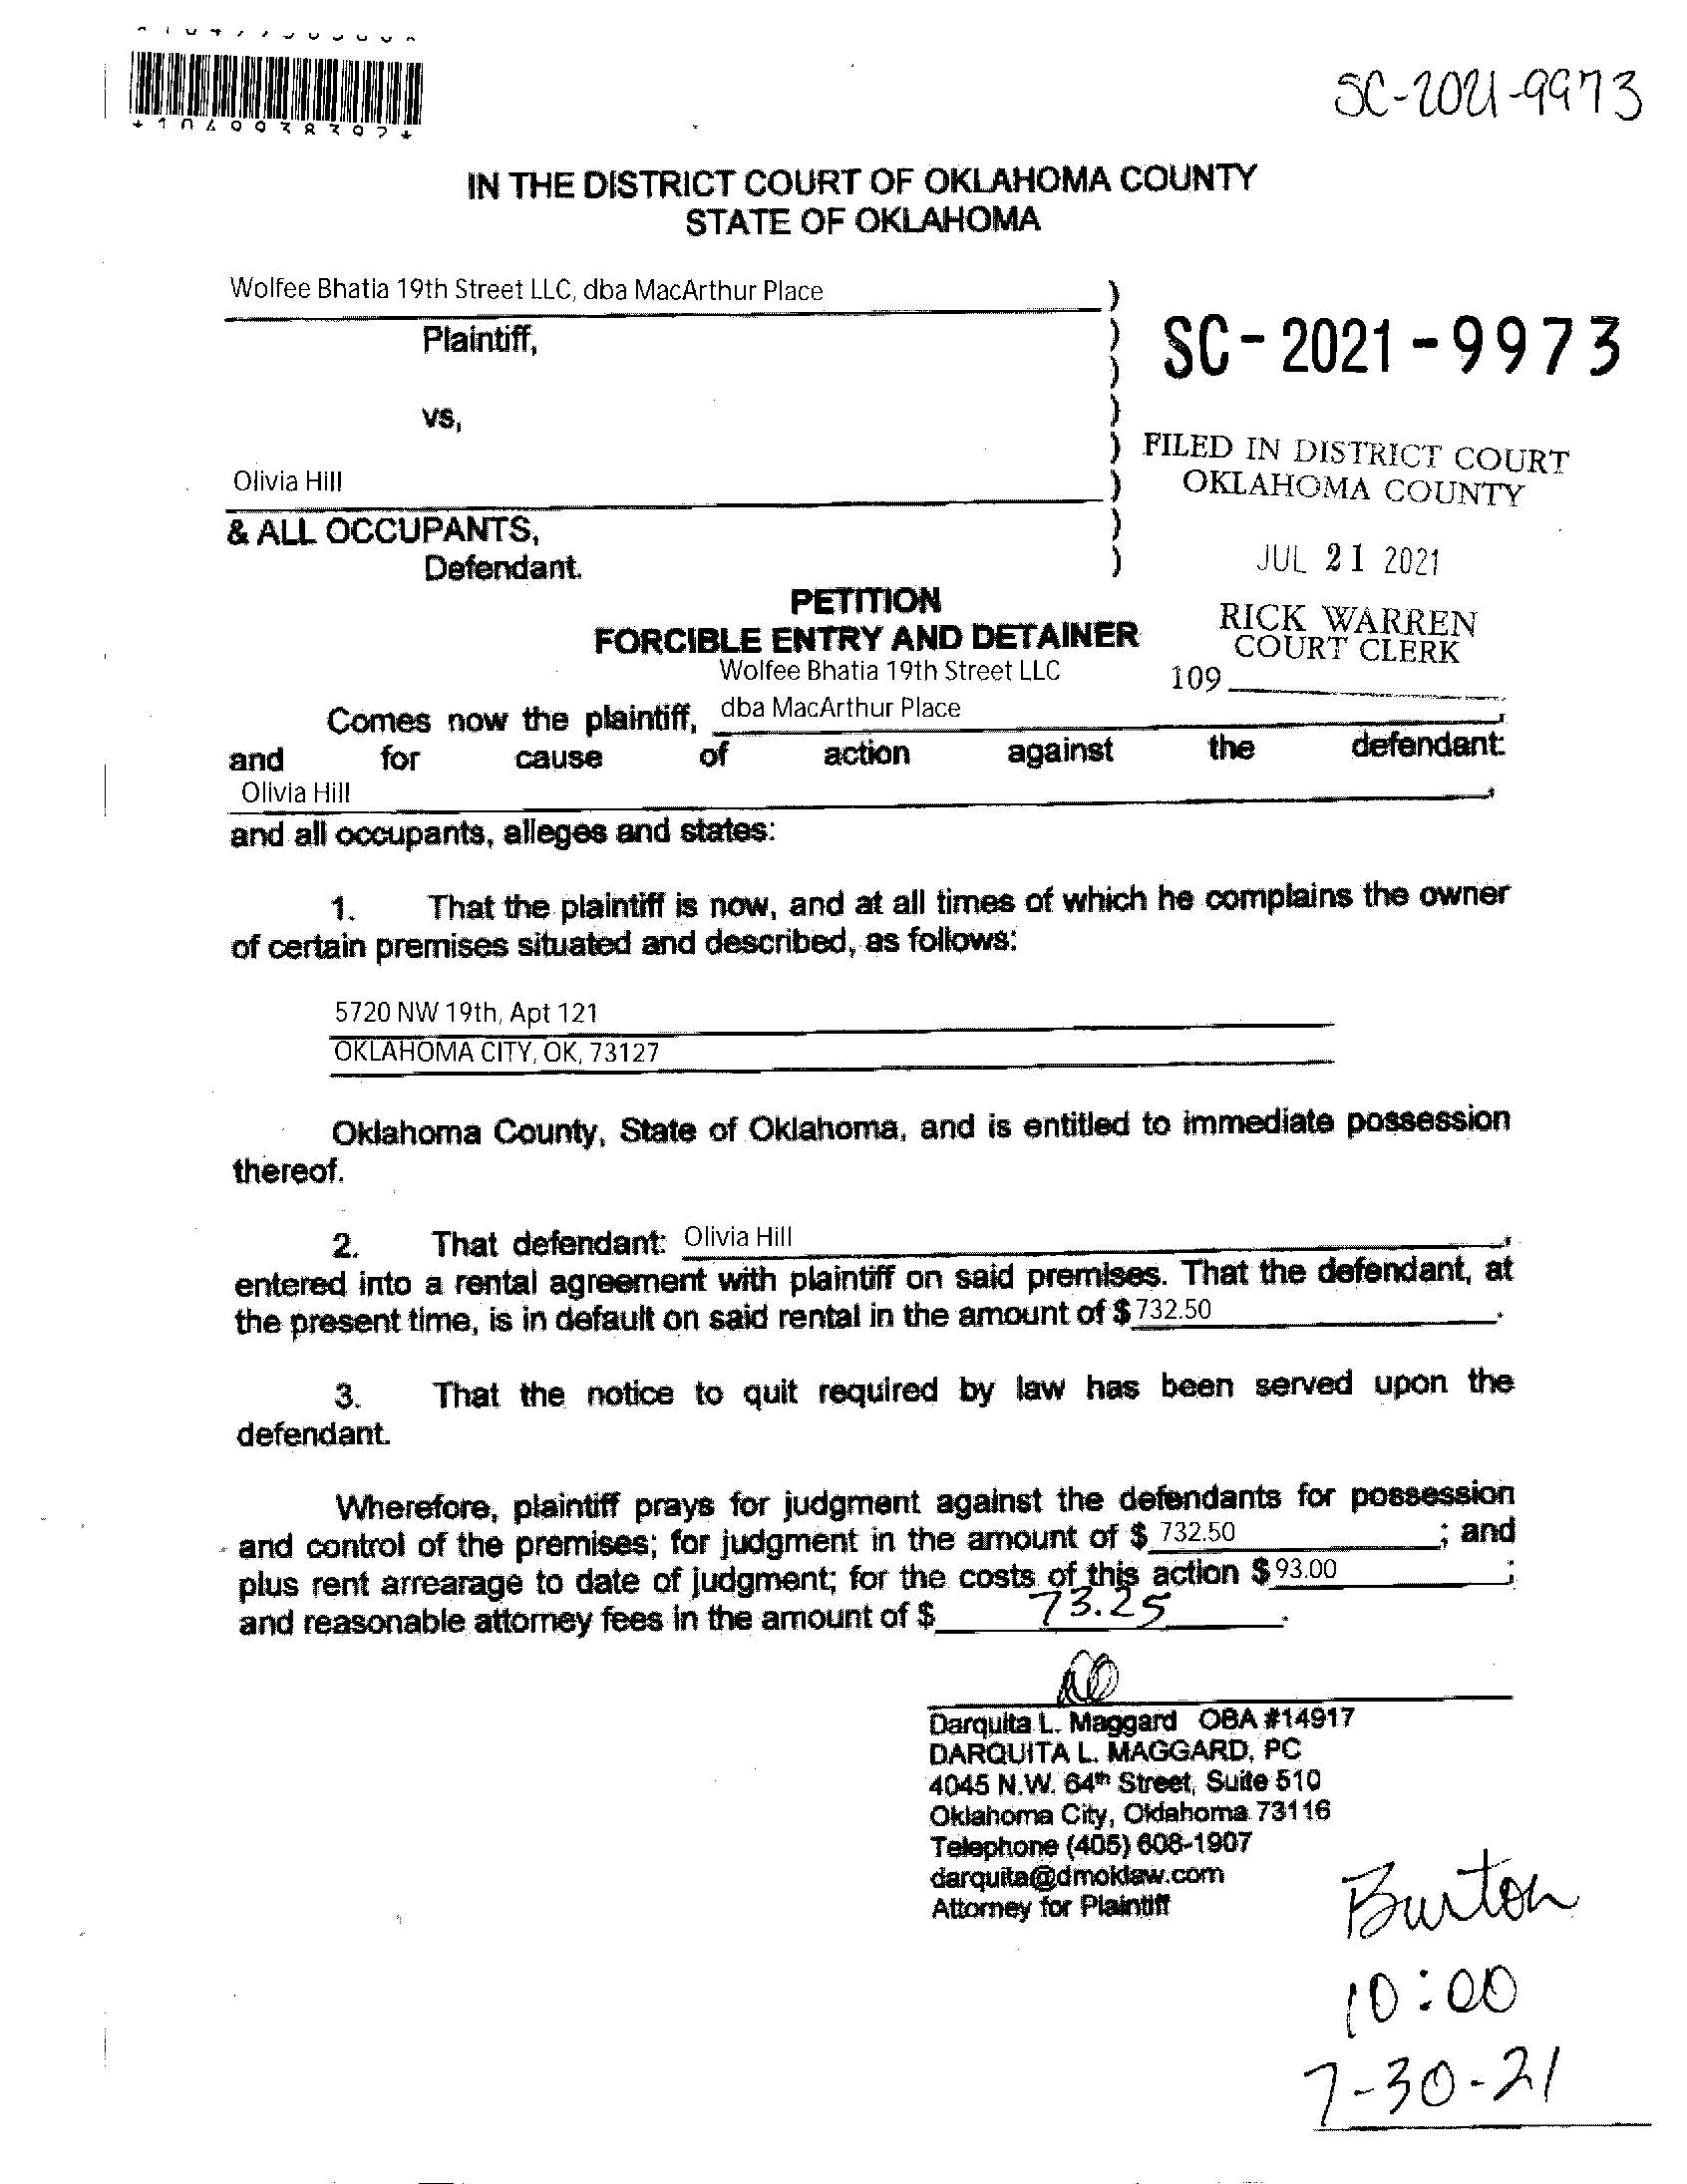 *1049938392*
SC-2021-9973
IN THE DISTRICT COURT OF OKLAHOMA COUNTY
STATE OF OKLAHOMA
Wolfee Bhatia 19th Street LLC, dba MacArthur Place )
Plaintiff, )
)
SC-2021-9973
vs, )
) FILED IN DISTRICT COURT
Olivia Hill ) OKLAHOMA COUNTY
& ALL OCCUPANTS, )
Defendant. ) JUL 21 2021
PETITION
FORCIBLE ENTRY AND DETAINER
RICK WARREN
COURT CLERK
109
Wolfee Bhatia 19th Street LLC
Comes now the plaintiff, dba MacArthur Place ,
and for cause of action against the defendant:
Olivia Hill ,
and all occupants, alleges and states:
1. That the plaintiff is now, and at all times of which he complains the owner
of certain premises situated and described, as follows:
5720 NW 19th, Apt 121
OKLAHOMA CITY, OK, 73127
Oklahoma County, State of Oklahoma, and is entitled to immediate possession
thereof.
2. That defendant: Olivia Hill ,
entered into a rental agreement with plaintiff on said premises. That the defendant, at
the present time, is in default on said rental in the amount of $732.50 .
3. That the notice to quit required by law has been served upon the
defendant.
Wherefore, plaintiff prays for judgment against the defendants for possession
and control of the premises; for judgment in the amount of $ 732.50 ; and
plus rent arrearage to date of judgment; for the costs of this action $93.00 ;
and reasonable attorney fees in the amount of $ 73.25 .
Darquita L. Maggard OBA #14917
DARQUITA L. MAGGARD, PC
4045 N.W. 64th Street, Suite 510
Oklahoma City, Oklahoma 73116
Telephone (405) 608-1907
darquita@dmoklaw.com
Attorney for Plaintiff
Burton
10:00
7-30-21